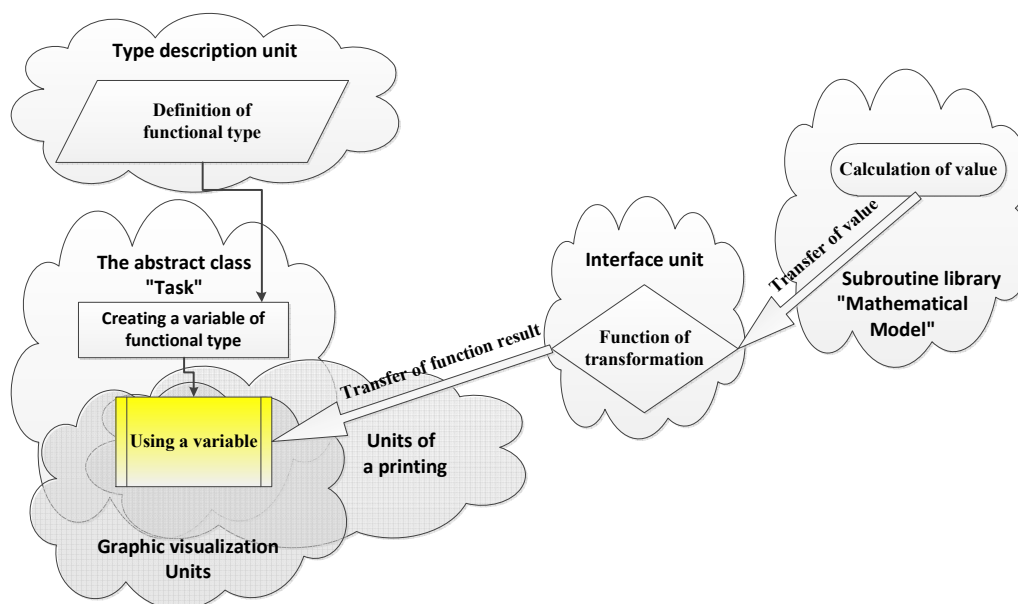 Type description unit
Definition of
functional type
The abstract class
"Task"
Creating a variable of
functional type
Using a variable
Graphic visualization
Units
Units of
a printing
Transfer of function result
Interface unit
Function of
transformation
Transfer of value
Calculation of value
Subroutine library
"Mathematical
Model"